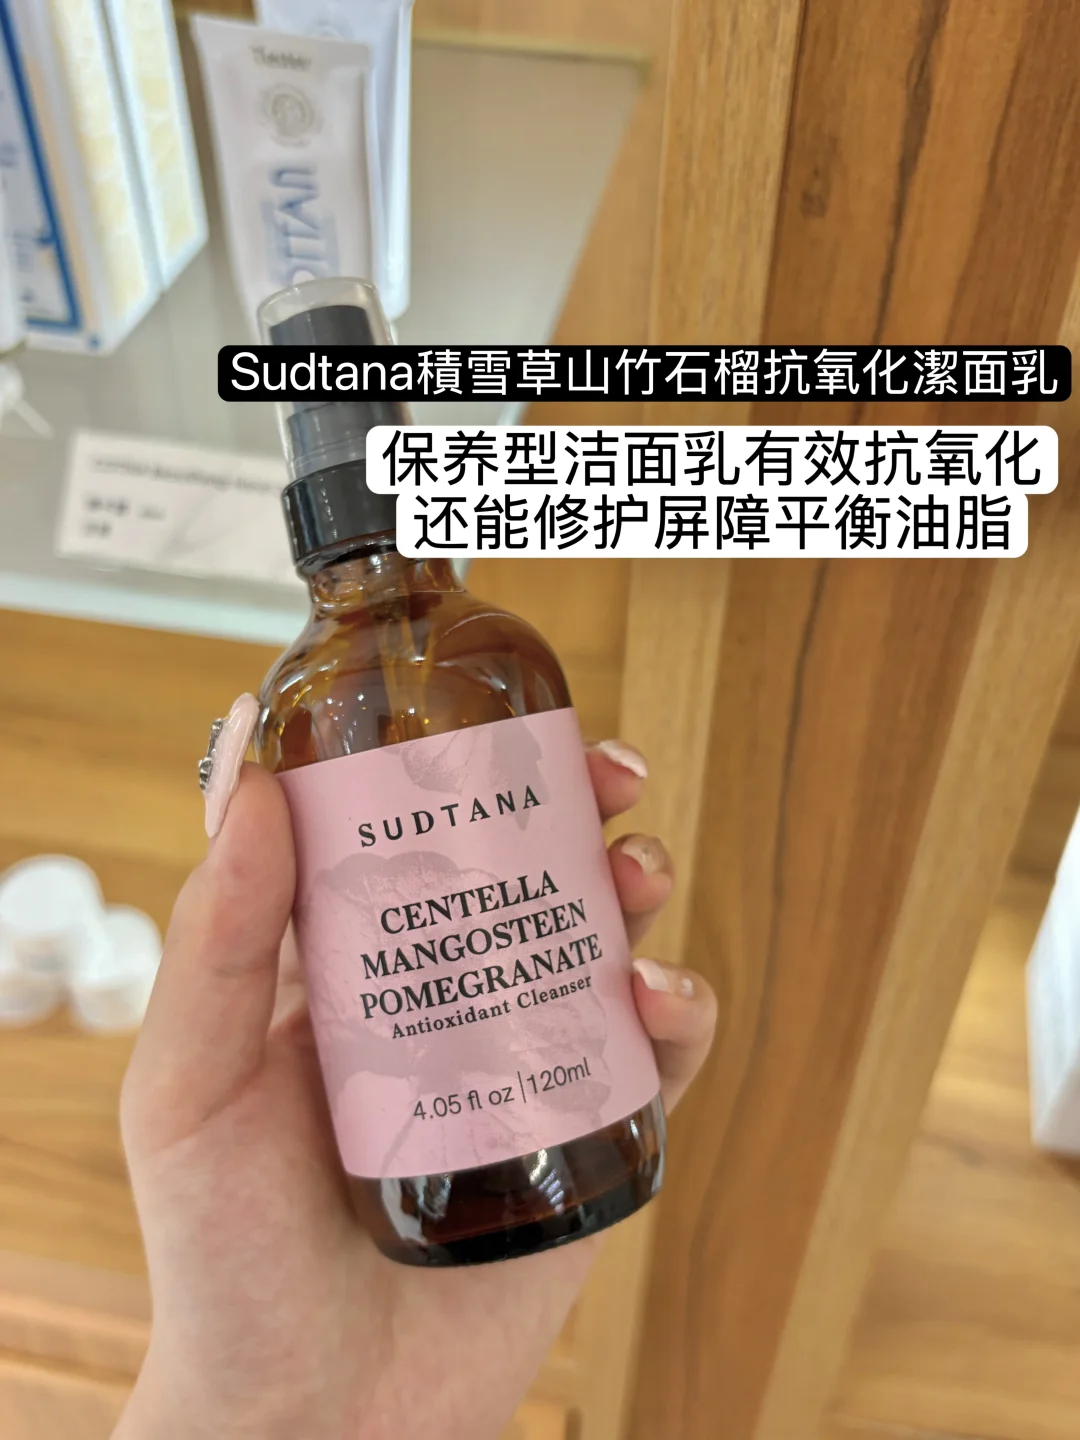 Sudtana積雪草山竹石榴抗氧化潔面乳
保养型洁面乳有效抗氧化
还能修护屏障平衡油脂
SUDTANA
CENTELLA
MANGOSTEEN
POMEGRANATE
Antioxidant Cleanser
4.05 fl oz | 120ml